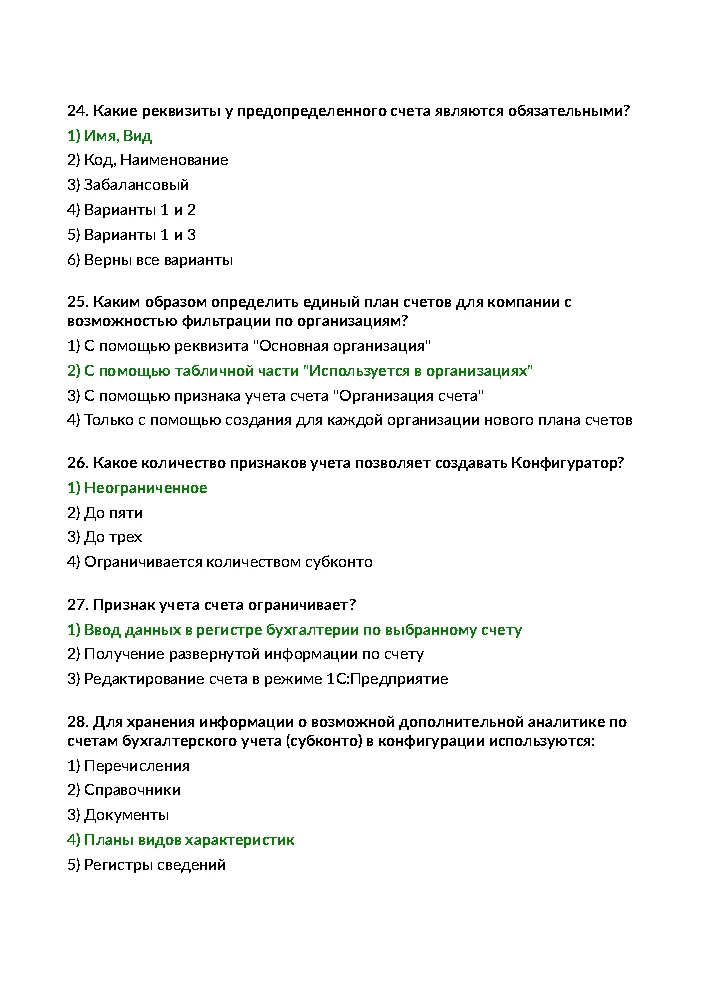 24. Какие реквизиты у предопределенного счета являются обязательными?
1) Имя, Вид
2) Код, Наименование
3) Забалансовый
4) Варианты 1 и 2
5) Варианты 1 и 3
6) Верны все варианты
25. Каким образом определить единый план счетов для компании с
возможностью фильтрации по организациям?
1) С помощью реквизита "Основная организация"
2) С помощью табличной части "Используется в организациях"
3) С помощью признака учета счета "Организация счета"
4) Только с помощью создания для каждой организации нового плана счетов
26. Какое количество признаков учета позволяет создавать Конфигуратор?
1) Неограниченное
2) До пяти
3) До трех
4) Ограничивается количеством субконто
27. Признак учета счета ограничивает?
1) Ввод данных в регистре бухгалтерии по выбранному счету
2) Получение развернутой информации по счету
3) Редактирование счета в режиме 1С:Предприятие
28. Для хранения информации о возможной дополнительной аналитике по
счетам бухгалтерского учета (субконто) в конфигурации используются:
1) Перечисления
2) Справочники
3) Документы
4) Планы видов характеристик
5) Регистры сведений